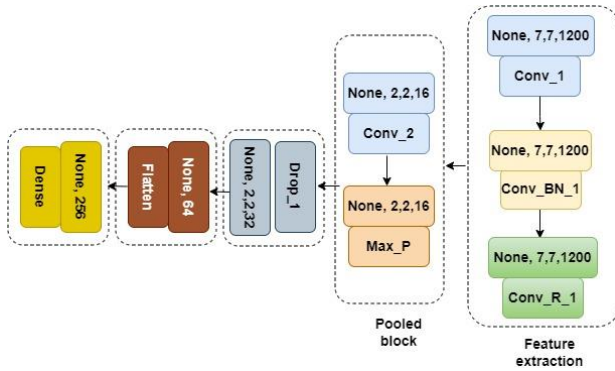 None, 7,7,1200
Conv_1
None, 7,7,1200
Conv_BN_1
None, 7,7,1200
Conv_R_1
Feature
extraction
None, 2,2,16
Conv_2
None, 2,2,16
Max_P
Pooled
block
Drop_1
None, 2,2,32
None, 64
Flatten
None, 256
Dense